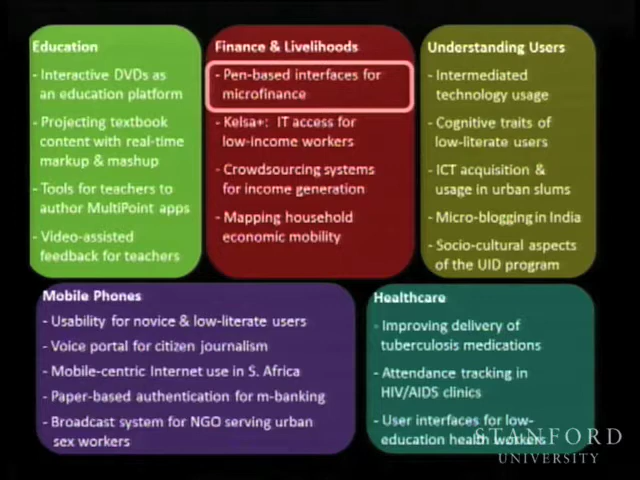 Education
- Interactive DVDs as
an education platform
- Projecting textbook
content with real-time
markup & mashup
- Tools for teachers to
author MultiPoint apps
- Video-assisted
feedback for teachers
Finance & Livelihoods
- Pen-based interfaces for
microfinance
- Kelsa+: IT access for
low-income workers
- Crowdsourcing systems
for income generation
- Mapping household
economic mobility
Understanding Users
- Intermediated
technology usage
- Cognitive traits of
low-literate users
- ICT acquisition &
usage in urban slums
- Micro-blogging in India
- Socio-cultural aspects
of the UID program
Mobile Phones
- Usability for novice & low-literate users
- Voice portal for citizen journalism
- Mobile-centric Internet use in S. Africa
- Paper-based authentication for m-banking
- Broadcast system for NGO serving urban
sex workers
Healthcare
- Improving delivery of
tuberculosis medications
- Attendance tracking in
HIV/AIDS clinics
- User interfaces for low-
education health workers
STANFORD
UNIVERSITY